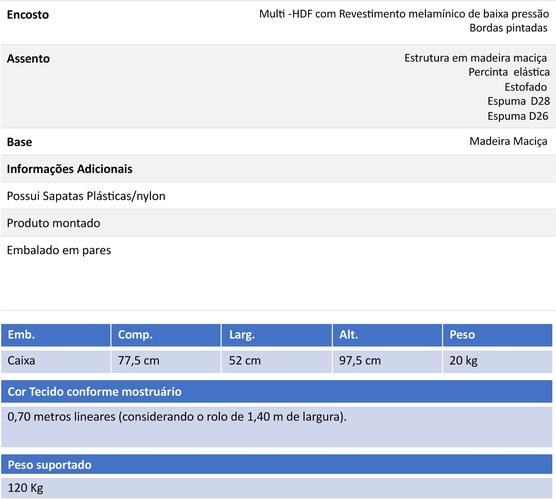 Encosto
Multi -HDF com Revestimento melamínico de baixa pressão
Bordas pintadas
Assento
Estrutura em madeira maciça
Percinta elástica
Estofado
Espuma D28
Espuma D26
Base
Madeira Maciça
Informações Adicionais
Possui Sapatas Plásticas/nylon
Produto montado
Embalado em pares
Emb. Comp. Larg. Alt. Peso
Caixa 77,5 cm 52 cm 97,5 cm 20 kg
Cor Tecido conforme mostruário
0,70 metros lineares (considerando o rolo de 1,40 m de largura).
Peso suportado
120 Kg